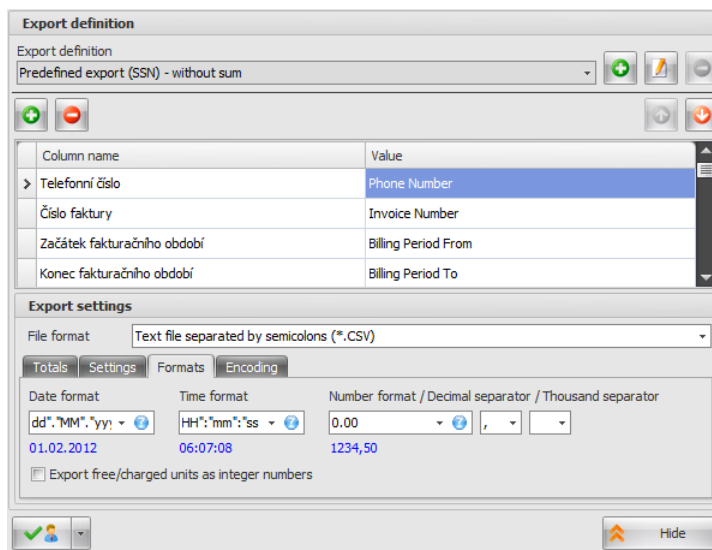 Export definition
Export definition
Predefined export (SSN) - without sum
Column name Value
Telefonní číslo Phone Number
Číslo faktury Invoice Number
Začátek fakturačního období Billing Period From
Konec fakturačního období Billing Period To
Export settings
File format Text file separated by semicolons (*.CSV)
Totals Settings Formats Encoding
Date format Time format Number format / Decimal separator / Thousand separator
dd"."MM"."yyy HH":"mm":"ss 0.00 ,
01.02.2012 06:07:08 1234,50
Export free/charged units as integer numbers
Hide